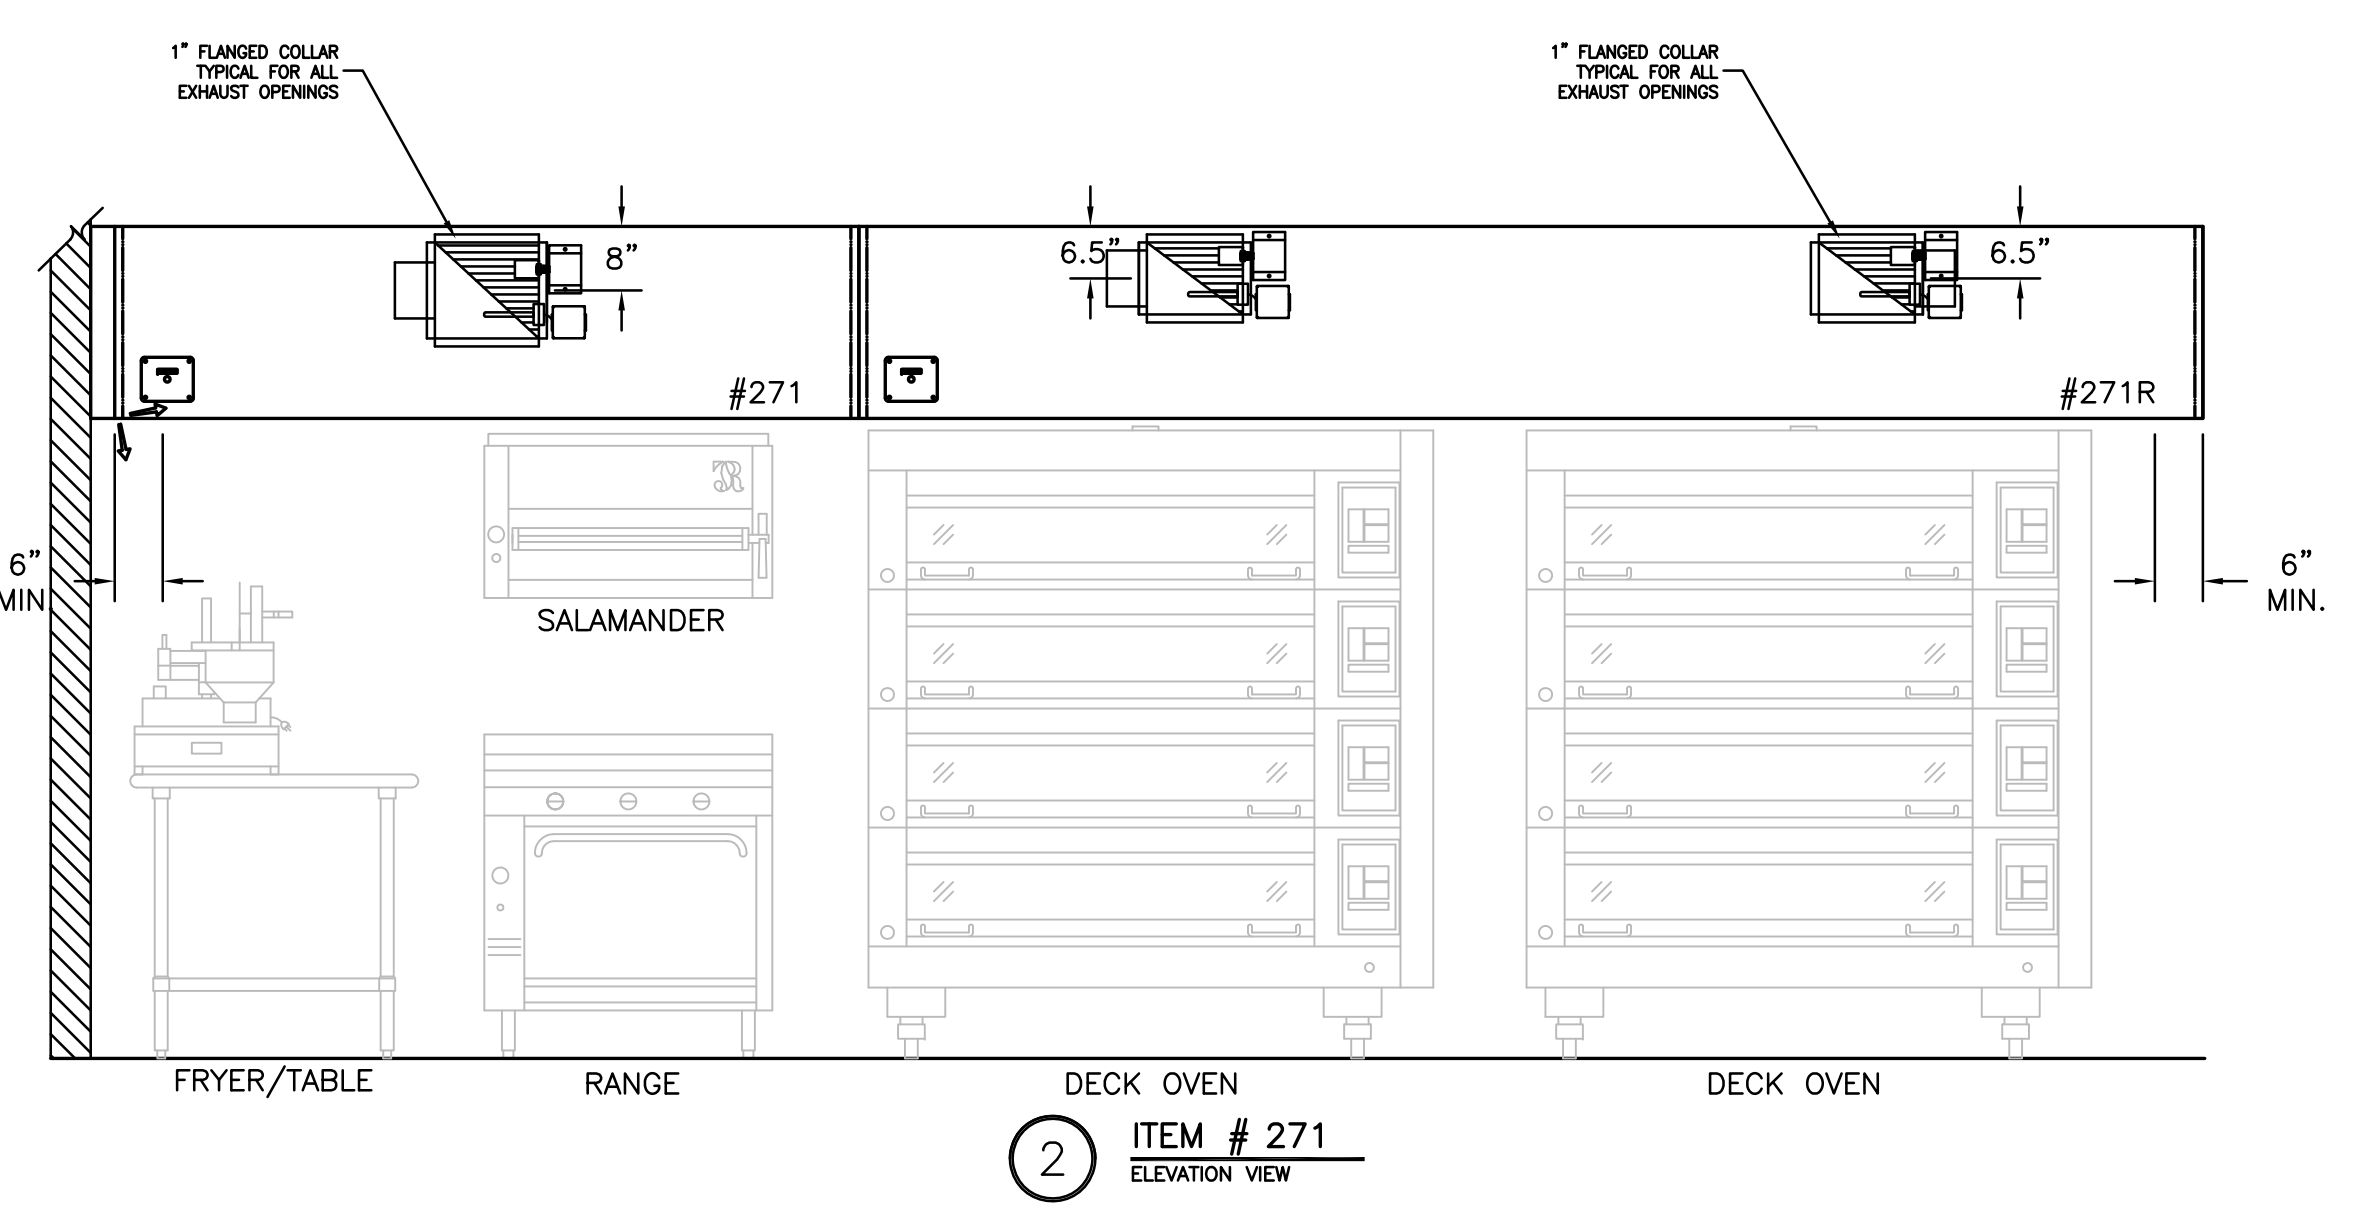 1" FLANGED COLLAR
TYPICAL FOR ALL
EXHAUST OPENINGS
1" FLANGED COLLAR
TYPICAL FOR ALL
EXHAUST OPENINGS
8"
6.5"
6.5"
#271
#271R
6"
MIN.
6"
MIN.
SALAMANDER
FRYER/TABLE
RANGE
DECK OVEN
DECK OVEN
2
ITEM # 271
ELEVATION VIEW